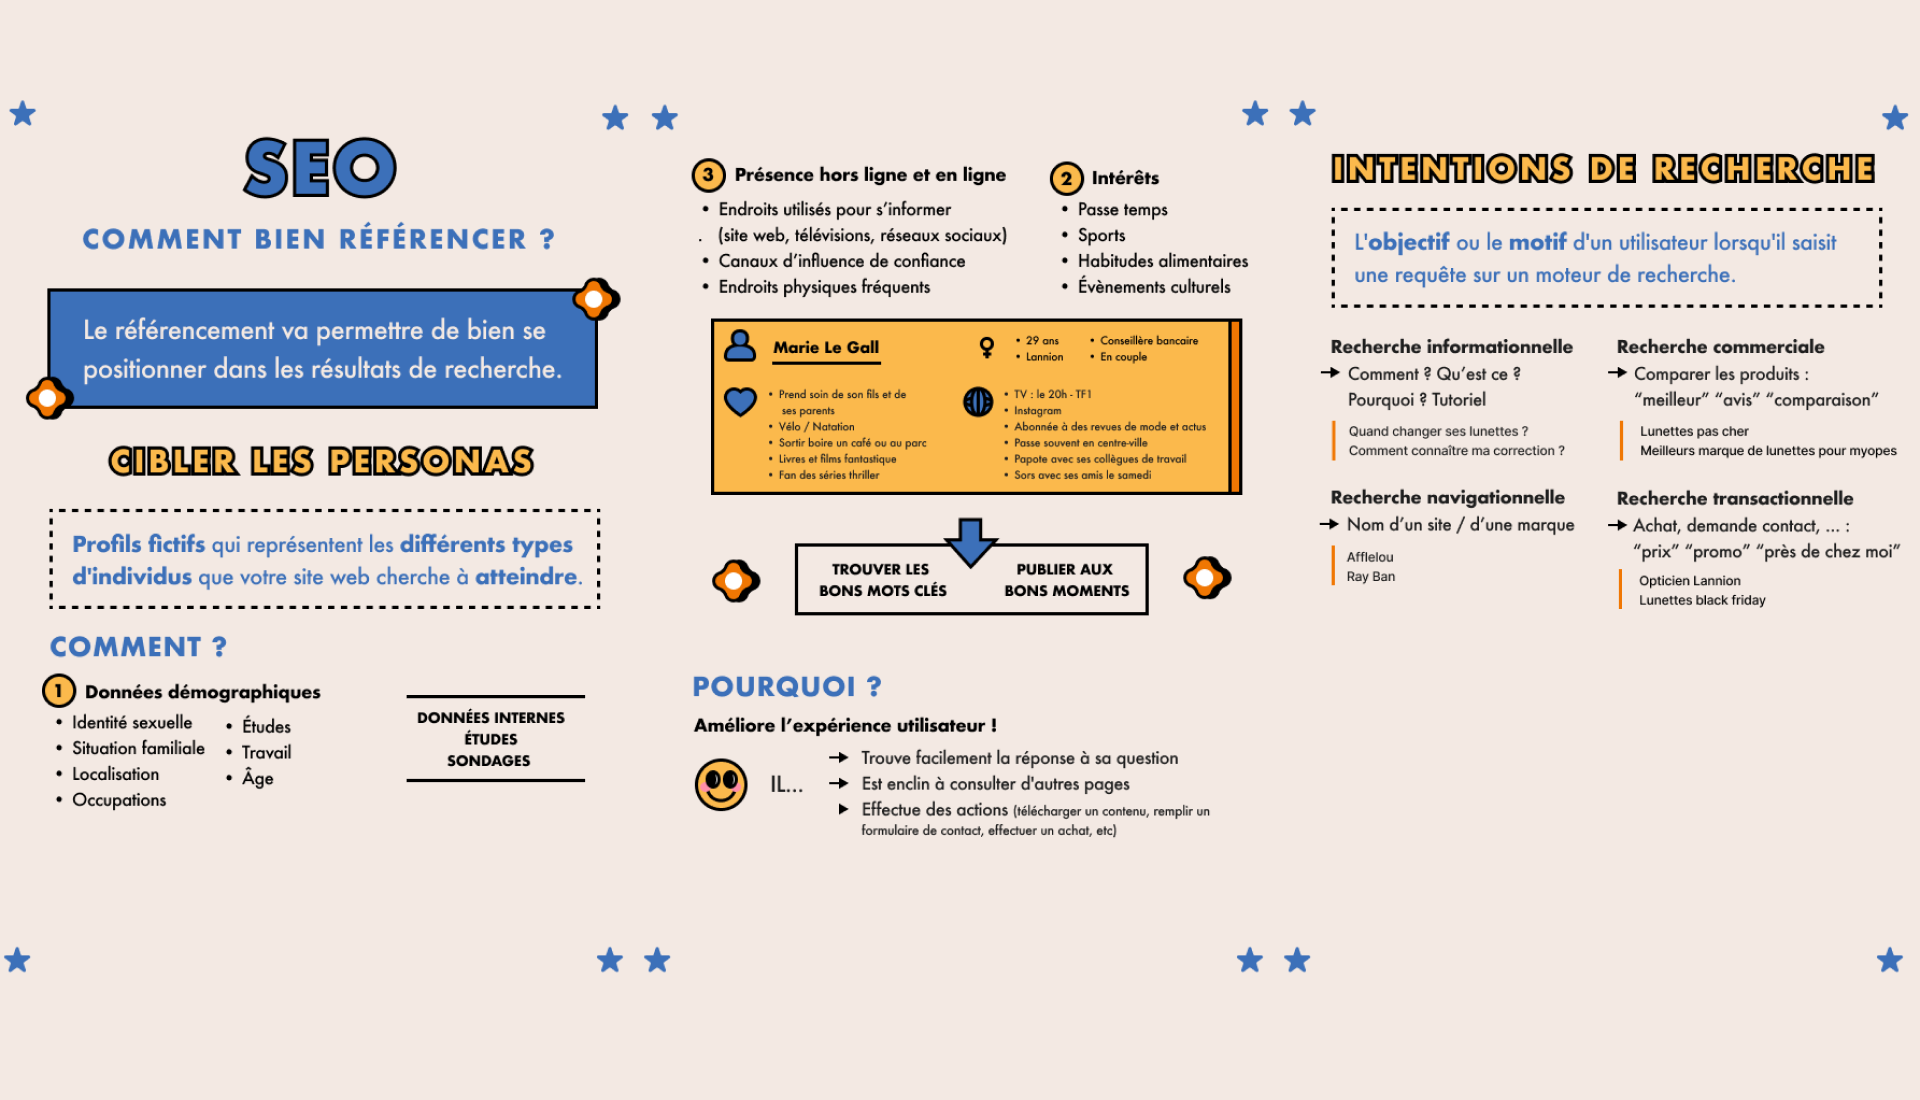 SEO
COMMENT BIEN RÉFÉRENCER ?
Le référencement va permettre de bien se
positionner dans les résultats de recherche.
CIBLER LES PERSONAS
Profils fictifs qui représentent les différents types
d'individus que votre site web cherche à atteindre.
COMMENT ?
1 Données démographiques
• Identité sexuelle
• Situation familiale
• Localisation
• Occupations
• Études
• Travail
• Âge
DONNÉES INTERNES
ÉTUDES
SONDAGES
3 Présence hors ligne et en ligne
• Endroits utilisés pour s’informer
. (site web, télévisions, réseaux sociaux)
• Canaux d’influence de confiance
• Endroits physiques fréquents
2 Intérêts
• Passe temps
• Sports
• Habitudes alimentaires
• Évènements culturels
Marie Le Gall
• 29 ans
• Lannion
• Conseillère bancaire
• En couple
• Prend soin de son fils et de
ses parents
• Vélo / Natation
• Sortir boire un café ou au parc
• Livres et films fantastique
• Fan des séries thriller
• TV : le 20h - TF1
• Instagram
• Abonnée à des revues de mode et actus
• Passe souvent en centre-ville
• Papote avec ses collègues de travail
• Sors avec ses amis le samedi
TROUVER LES
BONS MOTS CLÉS
PUBLIER AUX
BONS MOMENTS
POURQUOI ?
Améliore l’expérience utilisateur !
IL...
Trouve facilement la réponse à sa question
Est enclin à consulter d'autres pages
Effectue des actions (télécharger un contenu, remplir un
formulaire de contact, effectuer un achat, etc)
INTENTIONS DE RECHERCHE
L'objectif ou le motif d'un utilisateur lorsqu'il saisit
une requête sur un moteur de recherche.
Recherche informationnelle
Comment ? Qu’est ce ?
Pourquoi ? Tutoriel
Quand changer ses lunettes ?
Comment connaître ma correction ?
Recherche commerciale
Comparer les produits :
“meilleur” “avis” “comparaison”
Lunettes pas cher
Meilleurs marque de lunettes pour myopes
Recherche navigationnelle
Nom d’un site / d’une marque
Afflelou
Ray Ban
Recherche transactionnelle
Achat, demande contact, ... :
“prix” “promo” “près de chez moi”
Opticien Lannion
Lunettes black friday